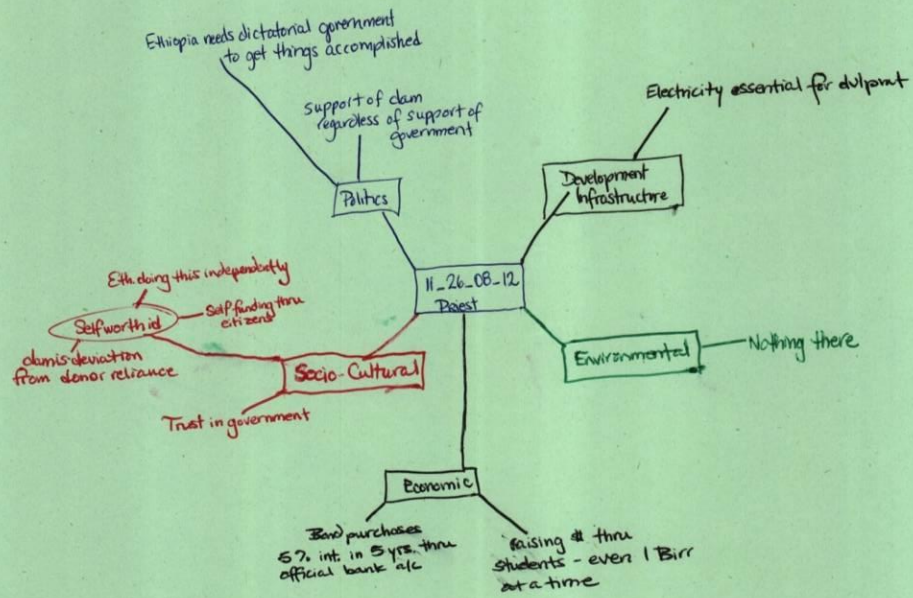 Ethiopia needs dictatorial government
to get things accomplished
Support of dam
regardless of support of
government
Politics
Electricity essential for dvlpmnt
Development
Infrastructure
11_26_08_12
Priest
Eth. doing this independently
Self funding thru
citizens
Selfworth id
dam is deviation
from donor reliance
Socio-Cultural
Trust in government
Environmental
Nothing there
Economic
Bond purchases
5% int. in 5 yrs. thru
official bank a/c
raising $ thru
students - even 1 Birr
at a time